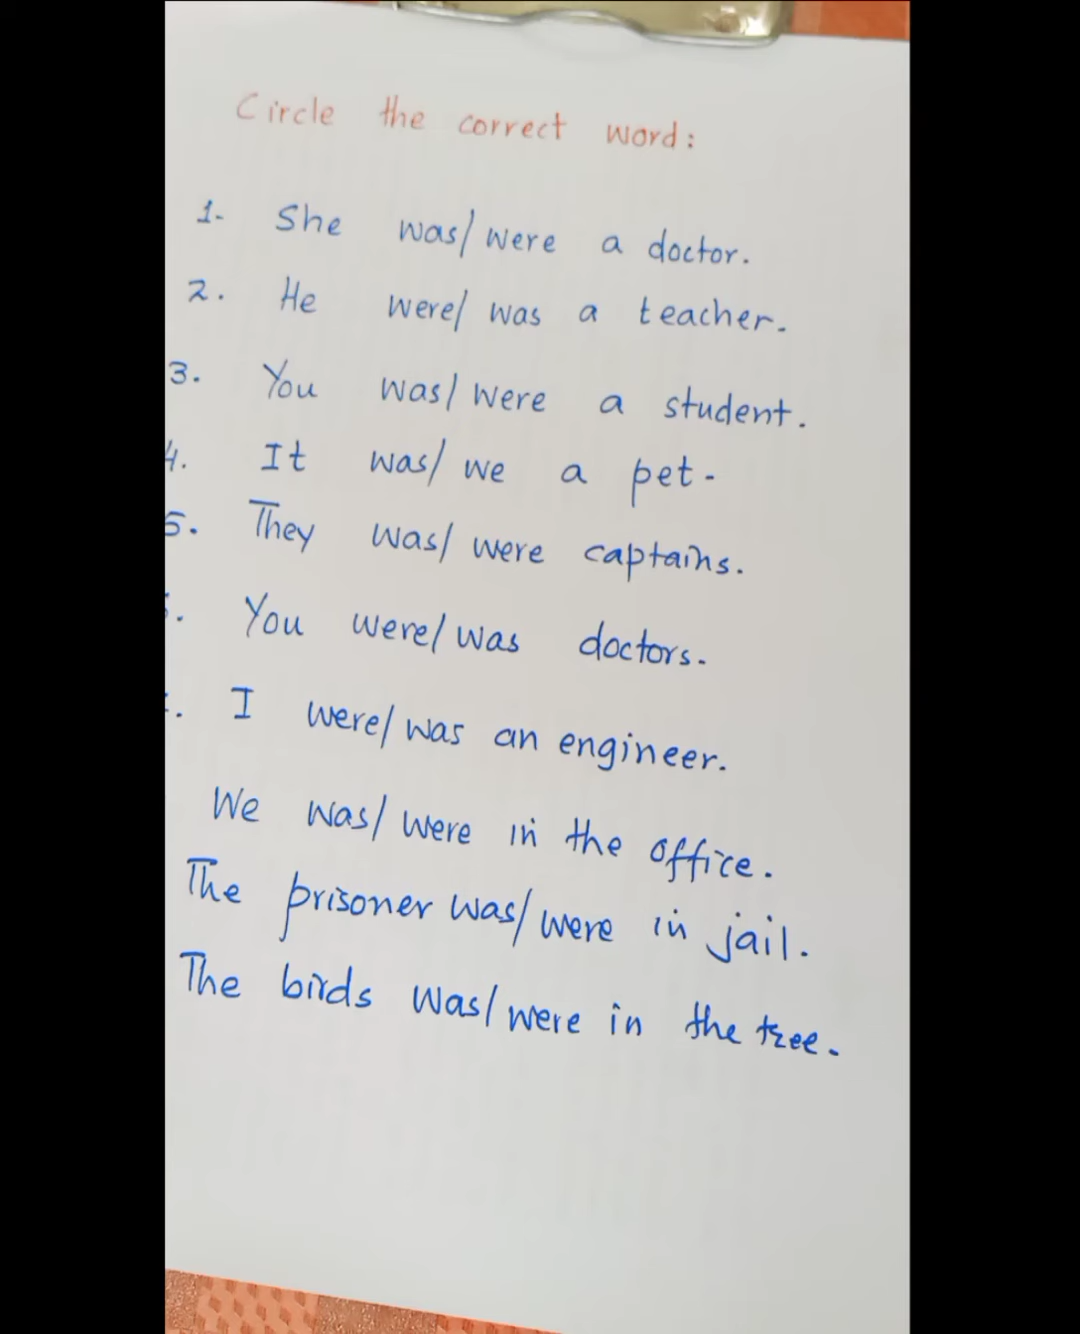 Circle the correct word:
1- She was/ were a doctor.
2. He were/ was a teacher.
3. You was/ were a student.
4. It was/ we a pet-
5. They was/ were captains.
. You were/ was doctors.
. I were/ was an engineer.
We was/ were in the office.
The prisoner was/ were in jail.
The birds was/ were in the tree.